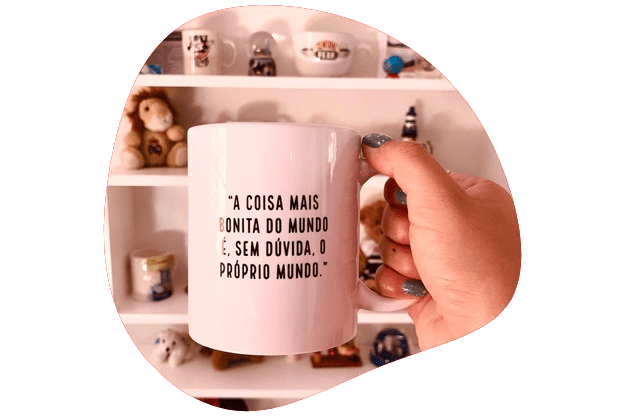 "A COISA MAIS
BONITA DO MUNDO
É, SEM DÚVIDA, O
PRÓPRIO MUNDO."